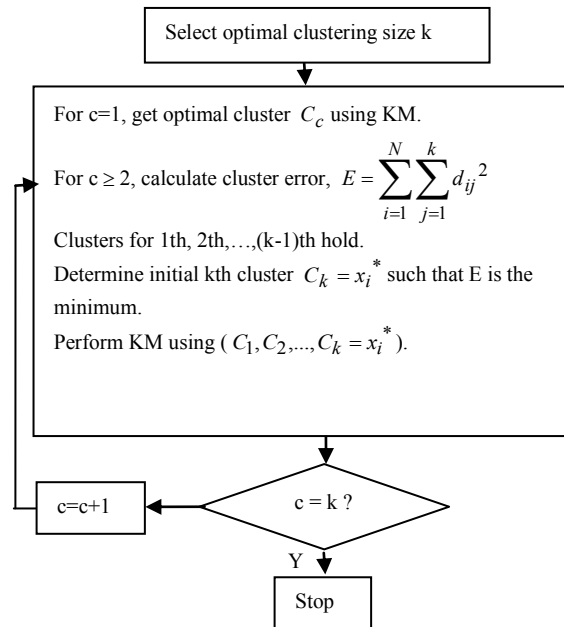 Select optimal clustering size k
For c=1, get optimal cluster C_c using KM.
For c ≥ 2, calculate cluster error, E = \sum_{i=1}^{N} \sum_{j=1}^{k} d_{ij}^2
Clusters for 1th, 2th,...,(k-1)th hold.
Determine initial kth cluster C_k = x_i^* such that E is the
minimum.
Perform KM using ( C_1, C_2,..., C_k = x_i^* ).
c = k ?
c=c+1
Y
Stop